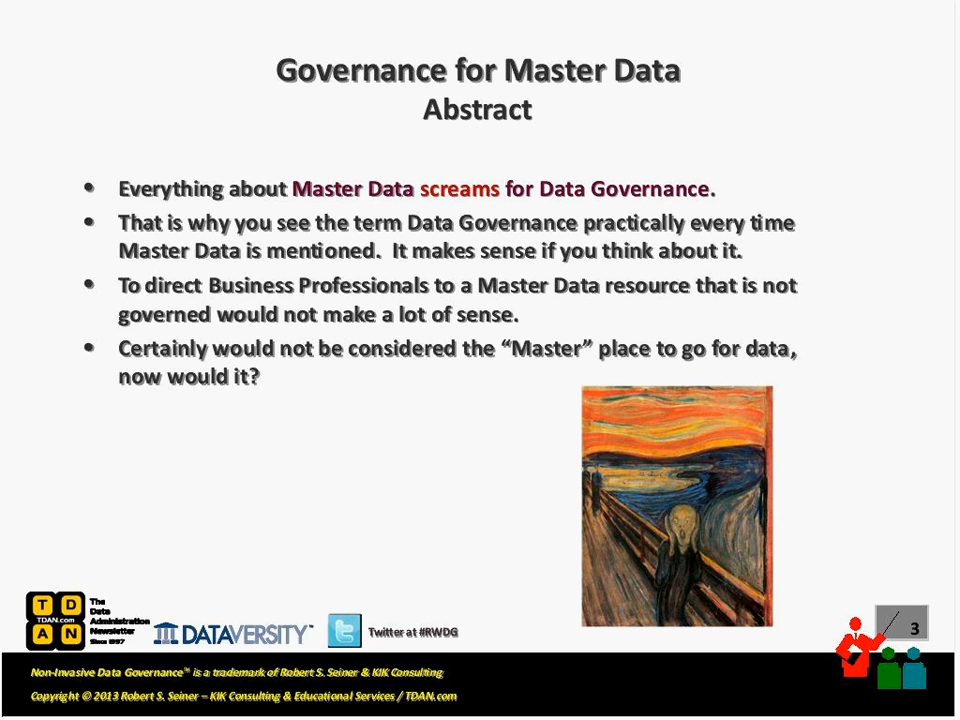 Governance for Master Data
Abstract
• Everything about Master Data screams for Data Governance.
• That is why you see the term Data Governance practically every time
Master Data is mentioned.  It makes sense if you think about it.
• To direct Business Professionals to a Master Data resource that is not
governed would not make a lot of sense.
• Certainly would not be considered the “Master” place to go for data,
now would it?
T D
TDAN.com
A N
The
Data
Administration
Newsletter
Since 1997
DATAVERSITY™
Twitter at #RWDG
3
Non-Invasive Data Governance™ is a trademark of Robert S. Seiner & KIK Consulting
Copyright © 2013 Robert S. Seiner – KIK Consulting & Educational Services / TDAN.com